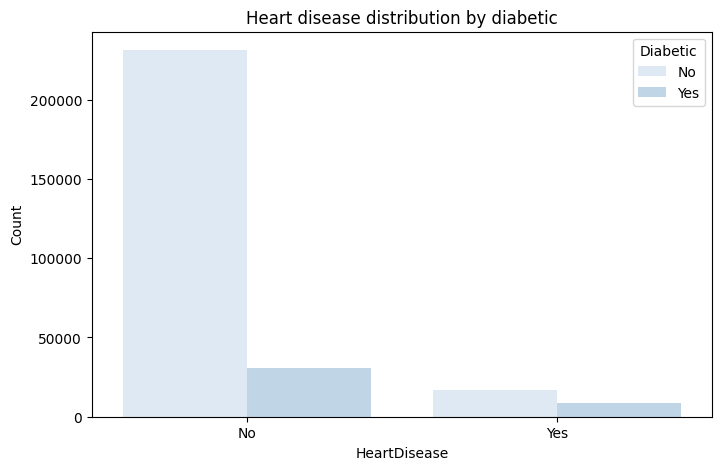 Heart disease distribution by diabetic
Diabetic
No
Yes
200000
150000
100000
50000
0
Count
No
Yes
HeartDisease